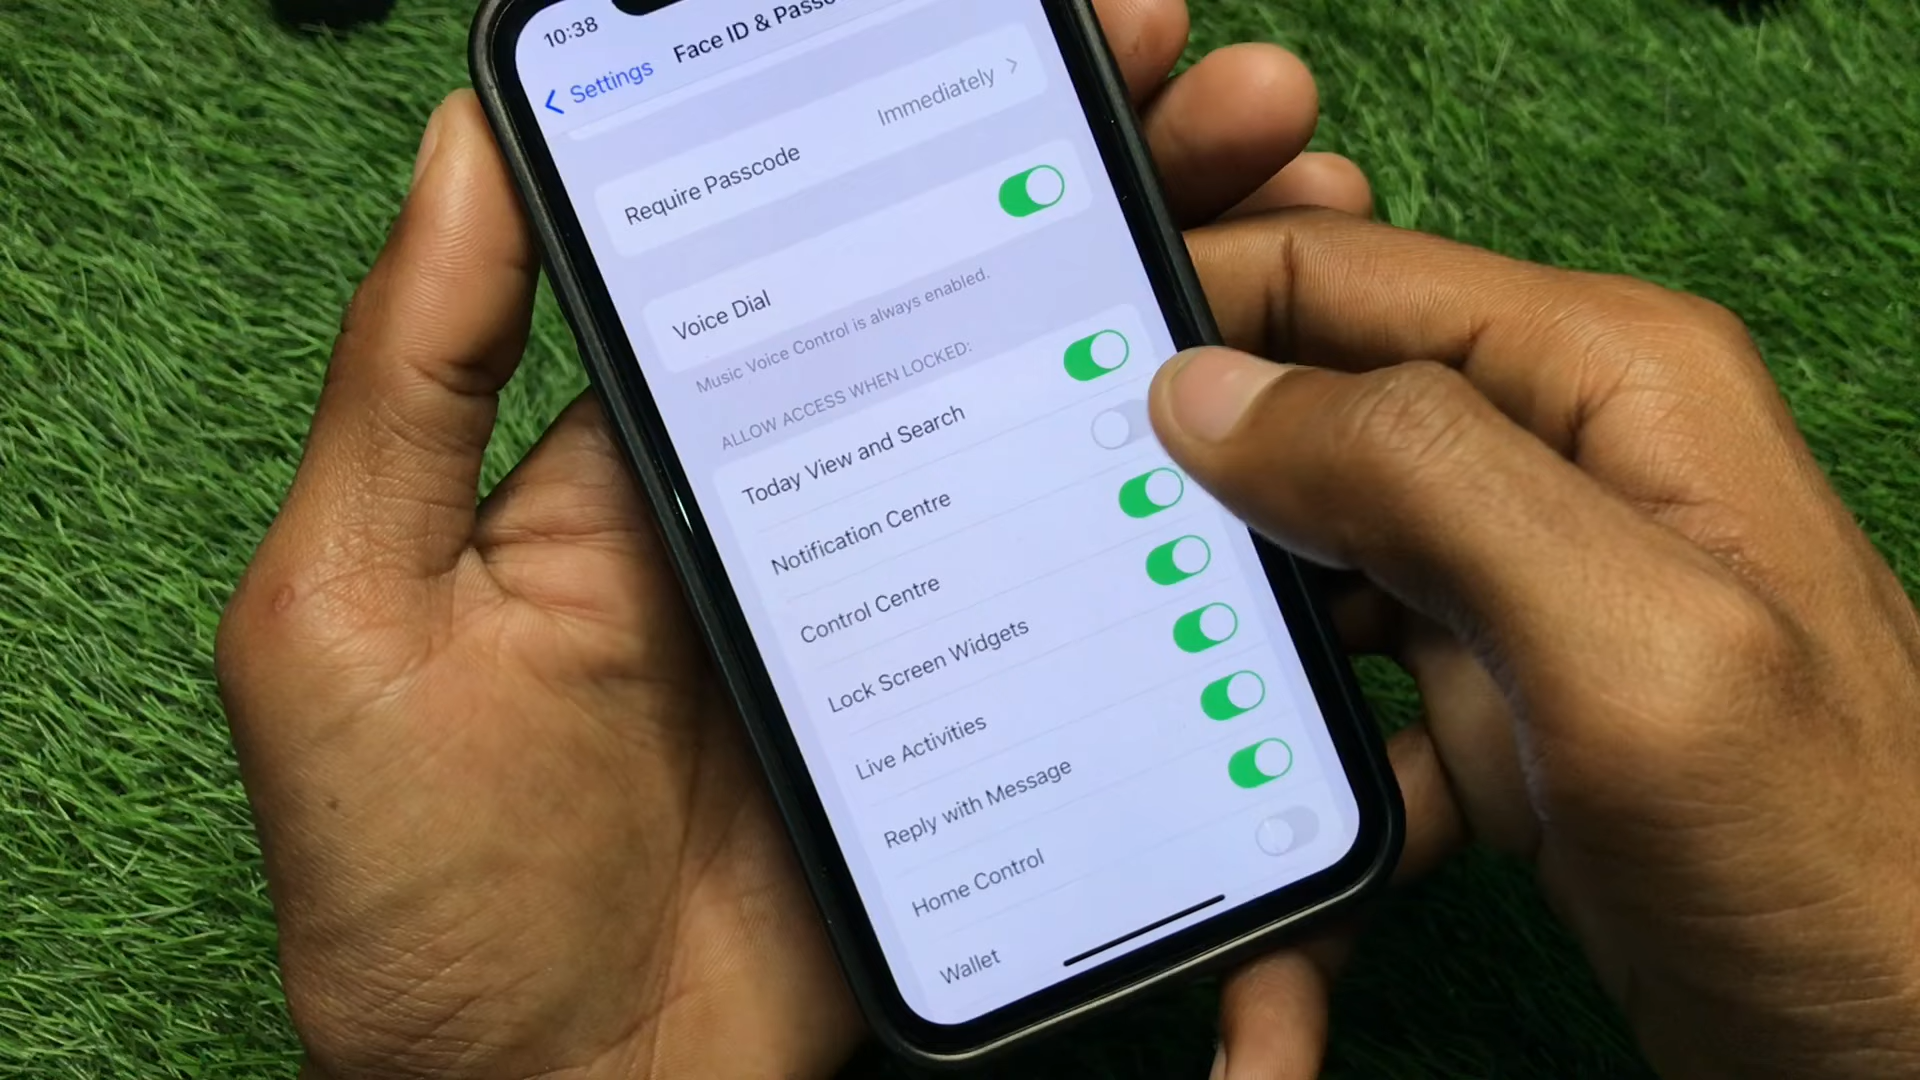 10:38
Settings
Face ID & Passco
Require Passcode
Immediately
Voice Dial
Music Voice Control is always enabled.
ALLOW ACCESS WHEN LOCKED:
Today View and Search
Notification Centre
Control Centre
Lock Screen Widgets
Live Activities
Reply with Message
Home Control
Wallet